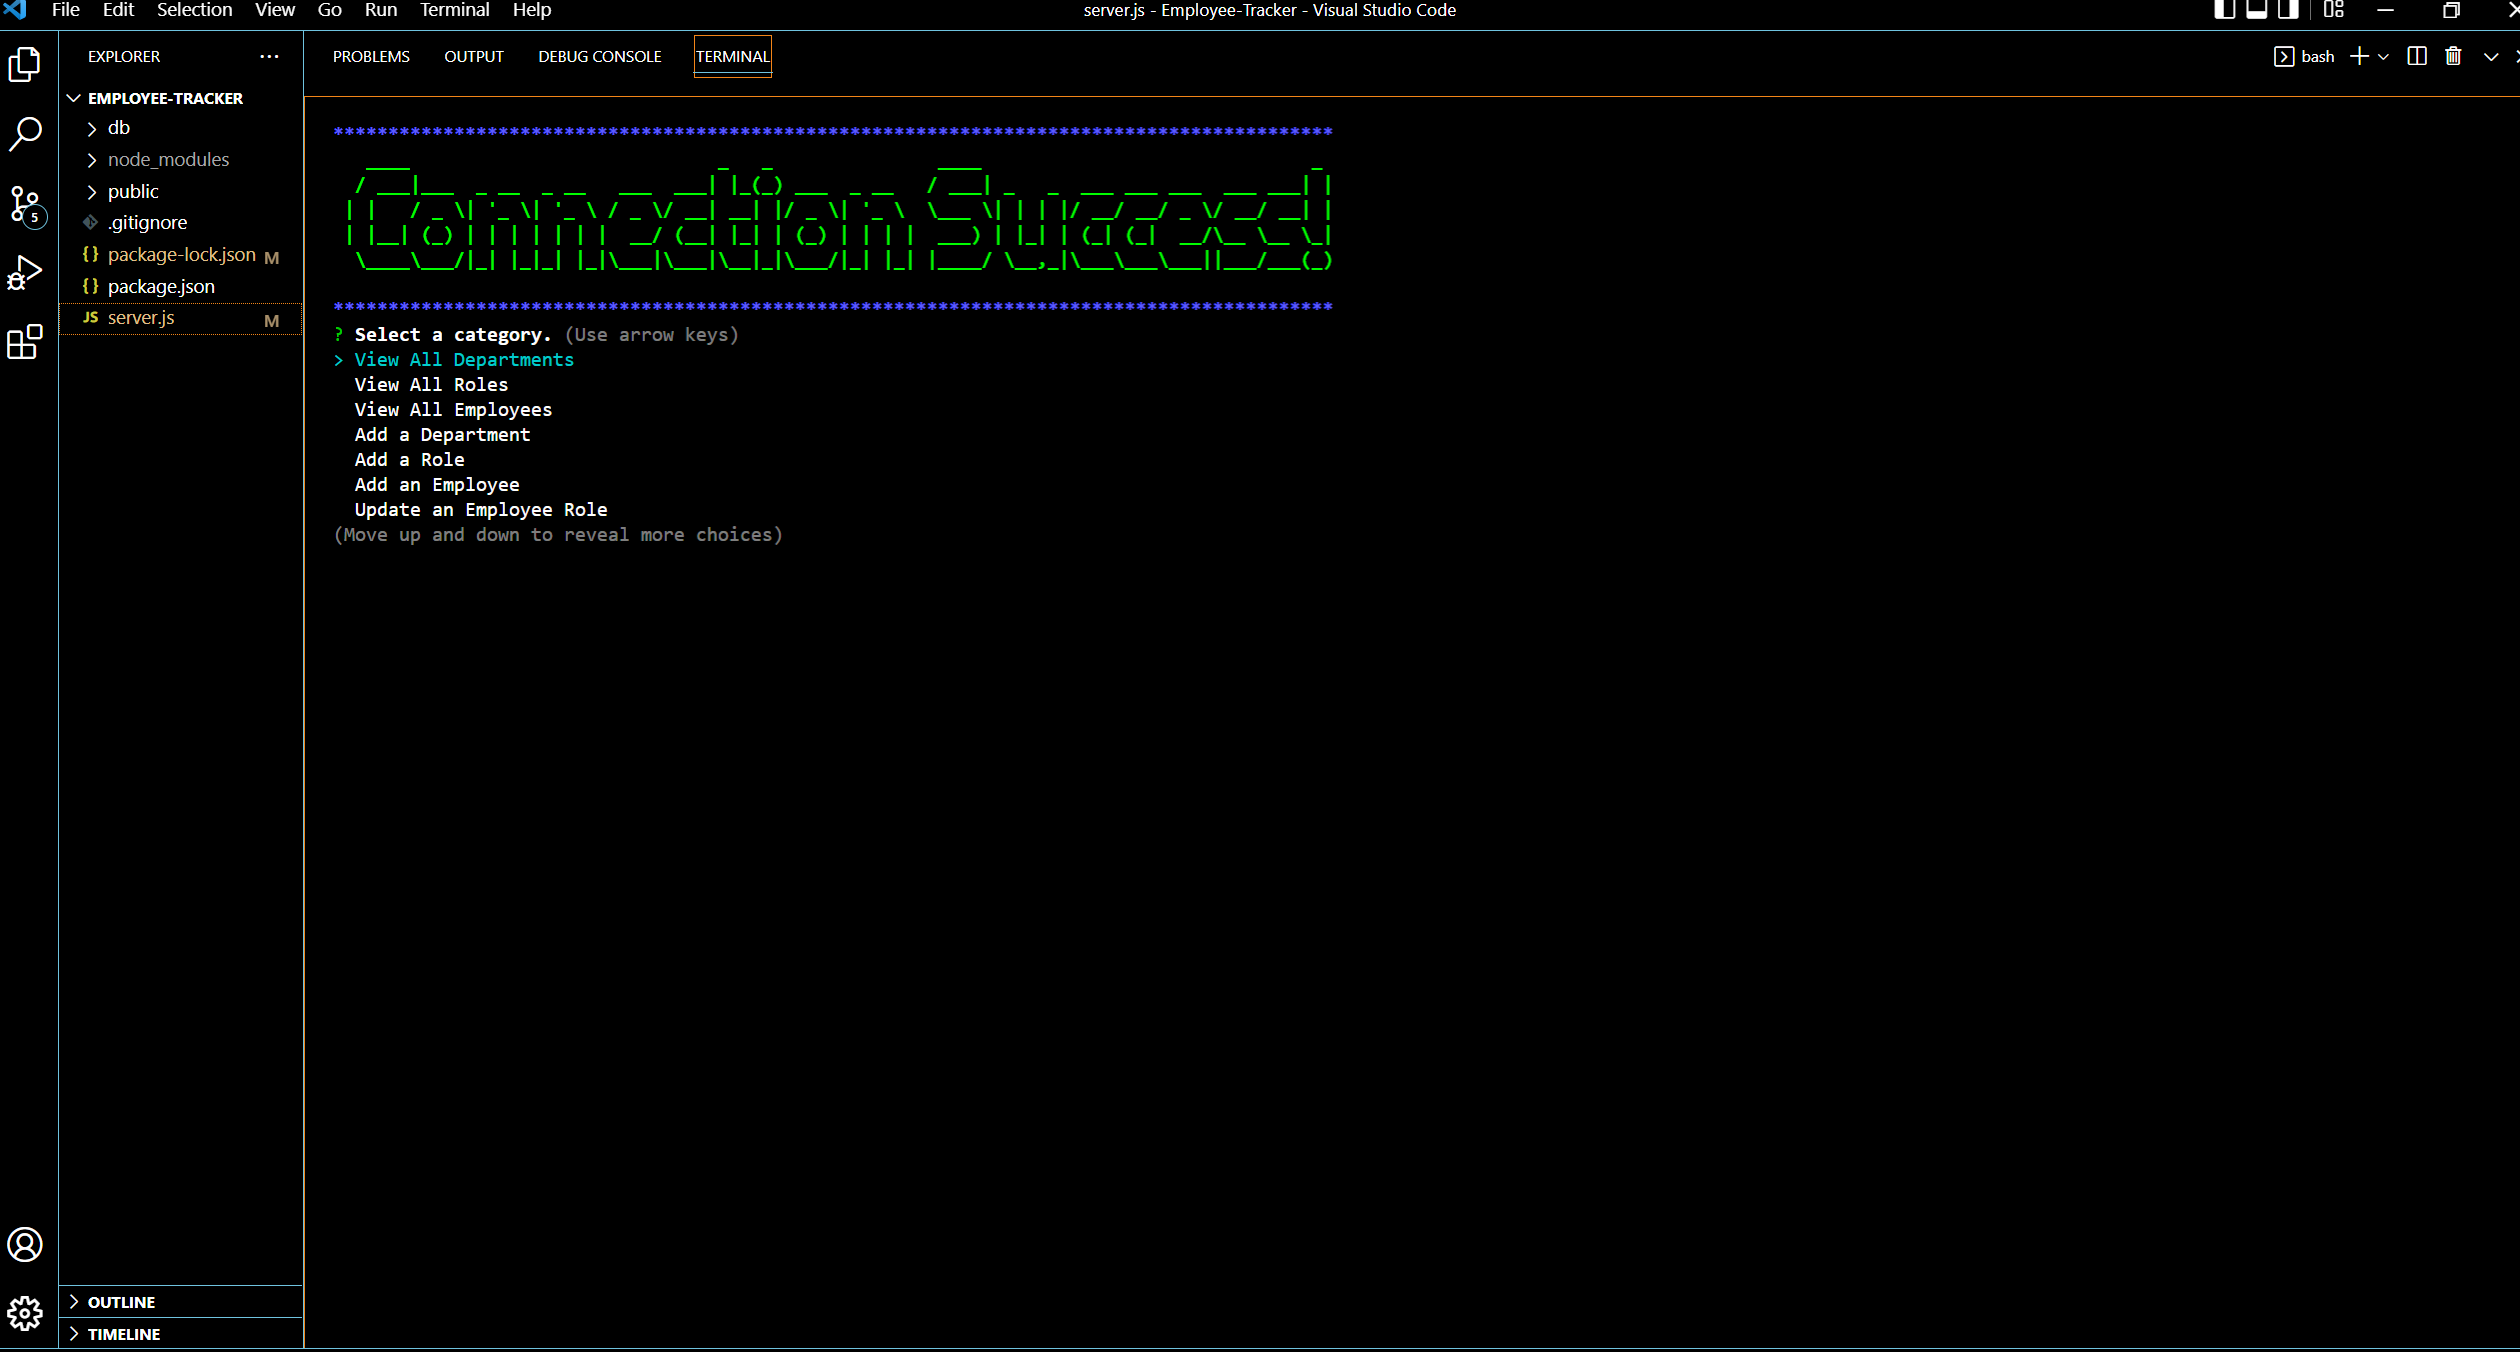 File Edit Selection View Go Run Terminal Help
server.js - Employee-Tracker - Visual Studio Code
EXPLORER
EMPLOYEE-TRACKER
db
node_modules
public
.gitignore
{} package-lock.json M
{} package.json
JS server.js M
5
OUTLINE
TIMELINE
PROBLEMS OUTPUT DEBUG CONSOLE TERMINAL
bash
****************************************************************************************
Connection Success!
****************************************************************************************
? Select a category. (Use arrow keys)
> View All Departments
View All Roles
View All Employees
Add a Department
Add a Role
Add an Employee
Update an Employee Role
(Move up and down to reveal more choices)